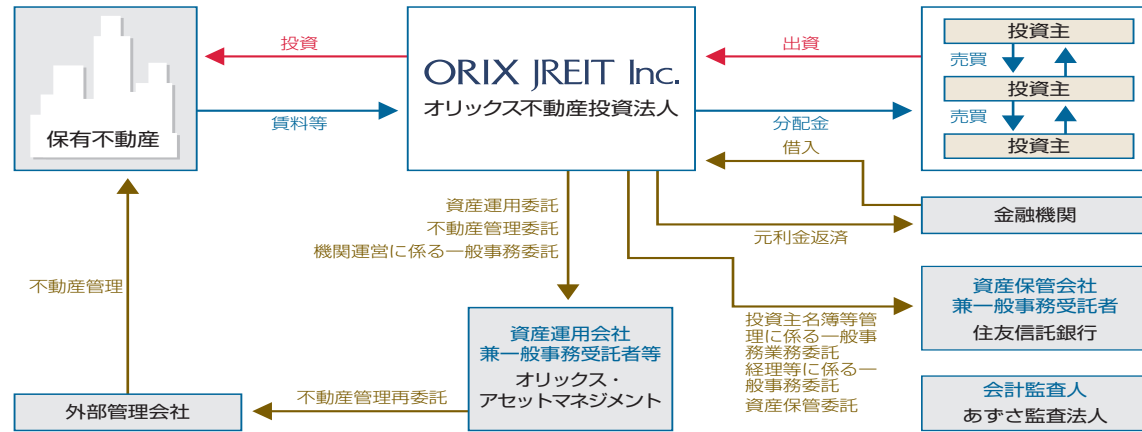 投資
ORIX JREIT Inc.
オリックス不動産投資法人
出資
投資主
売買
投資主
売買
投資主
保有不動産
賃料等
分配金
借入
資産運用委託
不動産管理委託
機関運営に係る一般事務委託
元利金返済
金融機関
不動産管理
資産運用会社
兼一般事務受託者等
オリックス・
アセットマネジメント
投資主名簿等管
理に係る一般事
務業務委託
経理等に係る一
般事務委託
資産保管委託
資産保管会社
兼一般事務受託者
住友信託銀行
外部管理会社
不動産管理再委託
会計監査人
あずさ監査法人